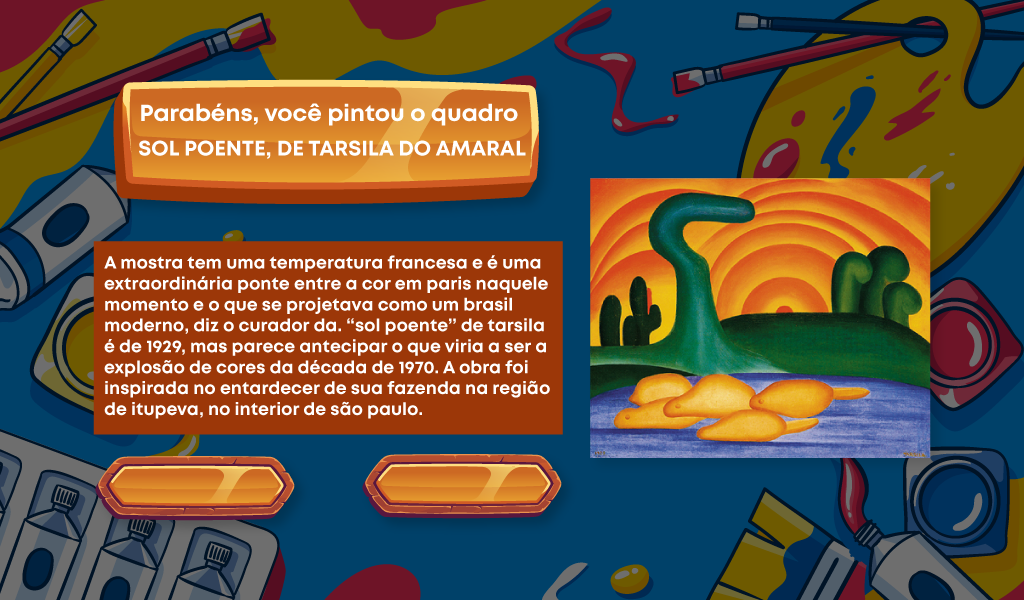 Parabéns, você pintou o quadro
SOL POENTE, DE TARSILA DO AMARAL
A mostra tem uma temperatura francesa e é uma
extraordinária ponte entre a cor em paris naquele
momento e o que se projetava como um brasil
moderno, diz o curador da. “sol poente” de tarsila
é de 1929, mas parece antecipar o que viria a ser a
explosão de cores da década de 1970. A obra foi
inspirada no entardecer de sua fazenda na região
de itupeva, no interior de são paulo.